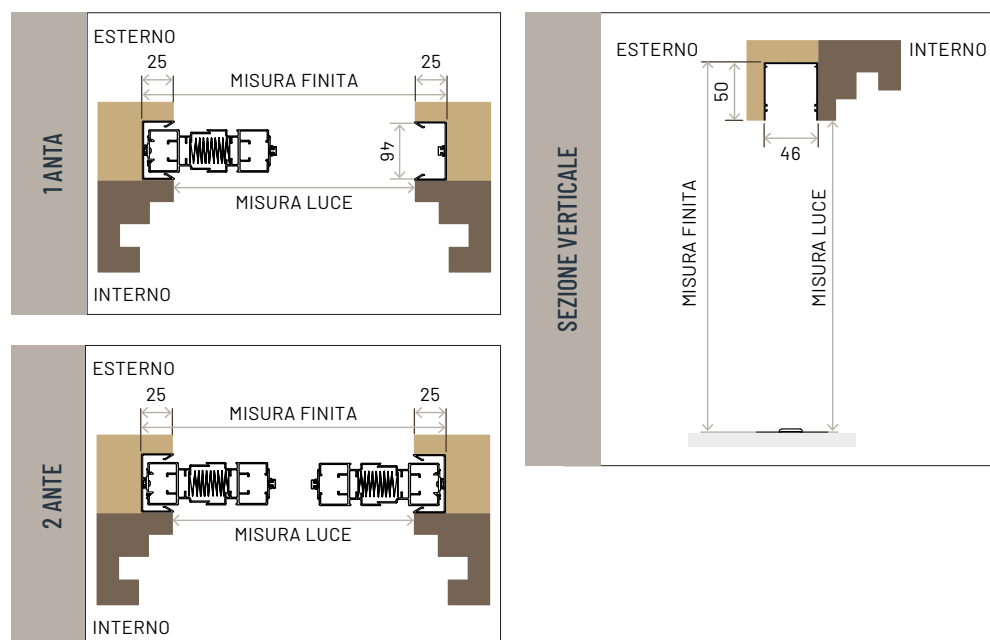 1 ANTA
ESTERNO
25
MISURA FINITA
25
46
MISURA LUCE
INTERNO
2 ANTE
ESTERNO
25
MISURA FINITA
25
MISURA LUCE
INTERNO
SEZIONE VERTICALE
ESTERNO
INTERNO
50
46
MISURA FINITA
MISURA LUCE